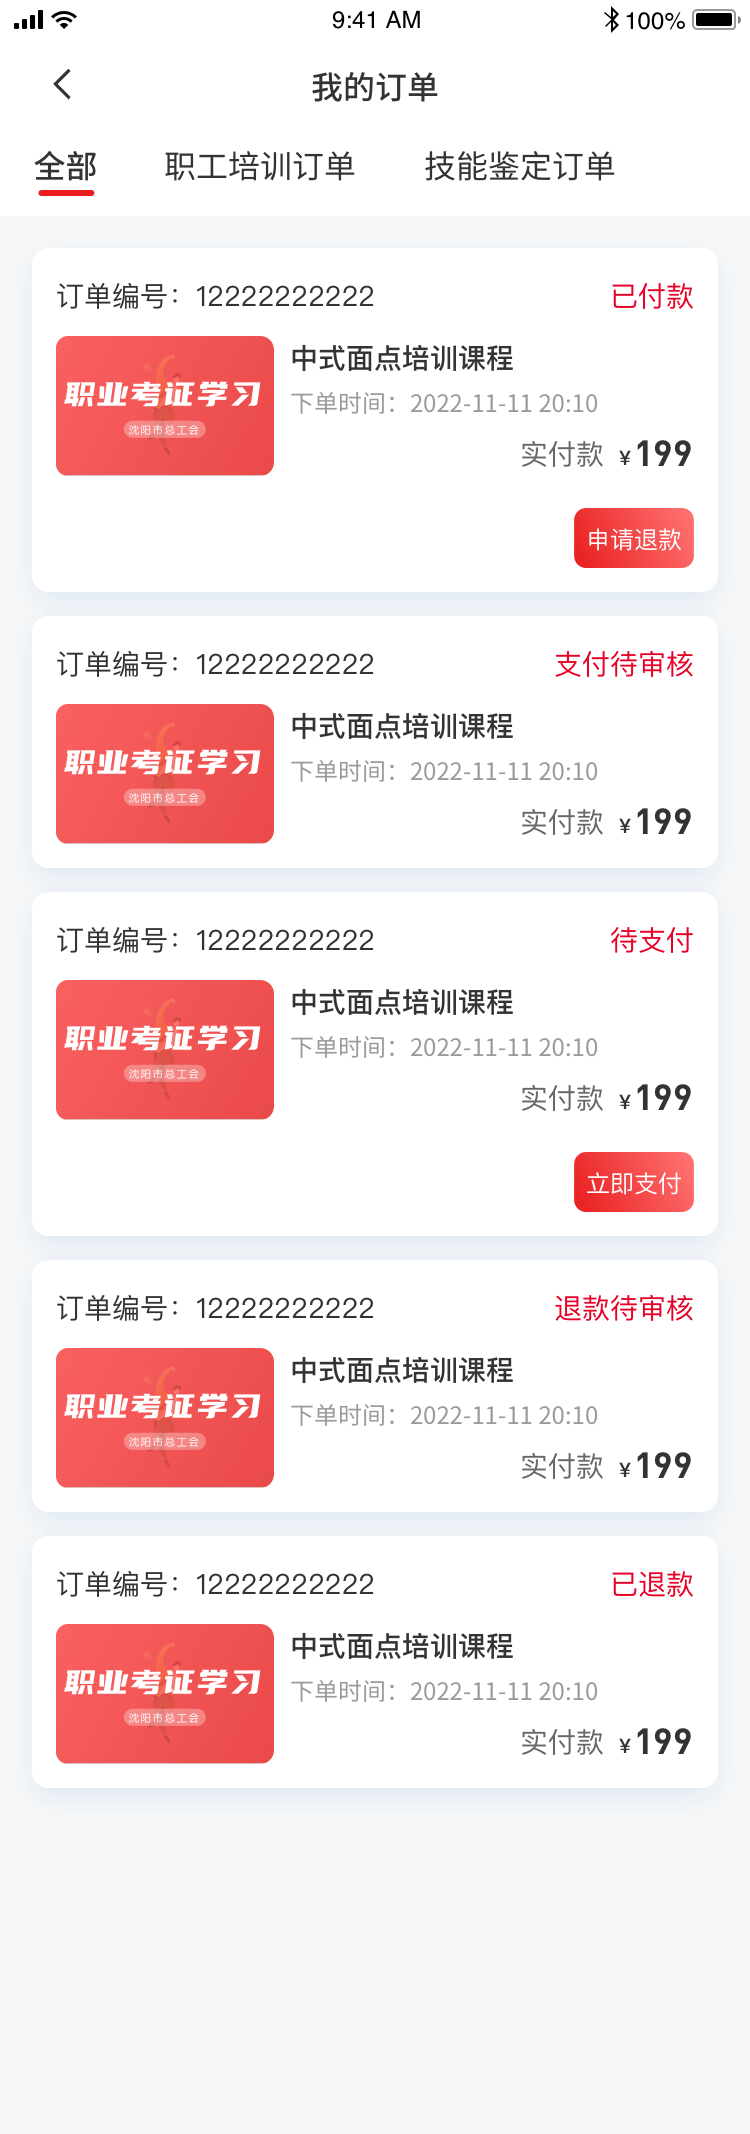 9:41 AM
100%
我的订单
全部
职工培训订单
技能鉴定订单
订单编号：12222222222
已付款
职业考证学习
沈阳市总工会
中式面点培训课程
下单时间：2022-11-11 20:10
实付款 ¥199
申请退款
订单编号：12222222222
支付待审核
职业考证学习
沈阳市总工会
中式面点培训课程
下单时间：2022-11-11 20:10
实付款 ¥199
订单编号：12222222222
待支付
职业考证学习
沈阳市总工会
中式面点培训课程
下单时间：2022-11-11 20:10
实付款 ¥199
立即支付
订单编号：12222222222
退款待审核
职业考证学习
沈阳市总工会
中式面点培训课程
下单时间：2022-11-11 20:10
实付款 ¥199
订单编号：12222222222
已退款
职业考证学习
沈阳市总工会
中式面点培训课程
下单时间：2022-11-11 20:10
实付款 ¥199